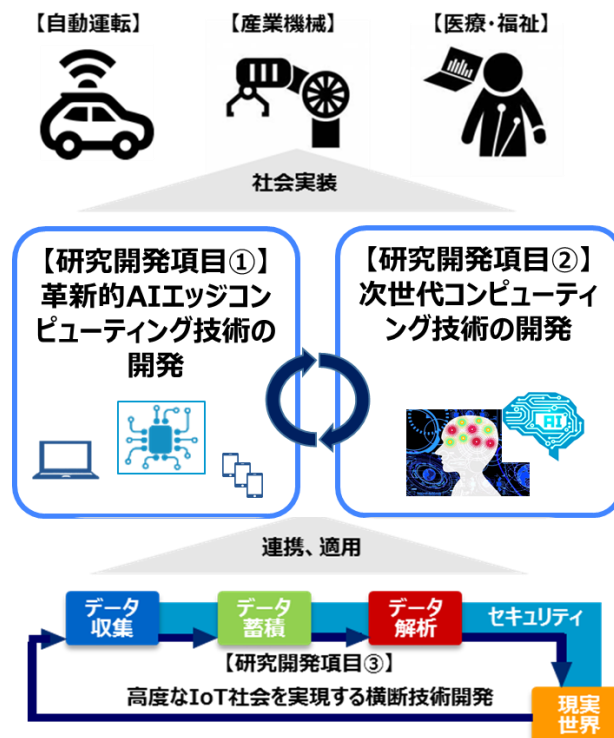 【自動運転】
【産業機械】
【医療・福祉】
社会実装
【研究開発項目①】
革新的AIエッジコン
ピューティング技術の
開発
【研究開発項目②】
次世代コンピューティ
ング技術の開発
AI
連携、適用
データ
収集
データ
蓄積
データ
解析
セキュリティ
【研究開発項目③】
高度なIoT社会を実現する横断技術開発
現実
世界